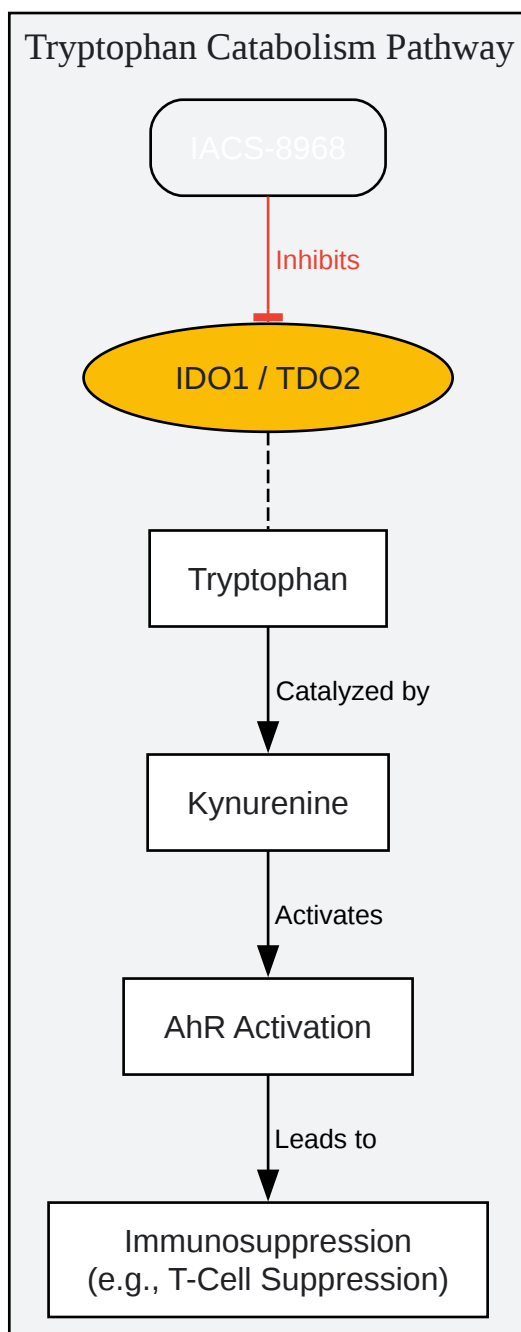 Tryptophan Catabolism Pathway
IACS-8968
Inhibits
IDO1 / TDO2
Tryptophan
Catalyzed by
Kynurenine
Activates
AhR Activation
Leads to
Immunosuppression
(e.g., T-Cell Suppression)